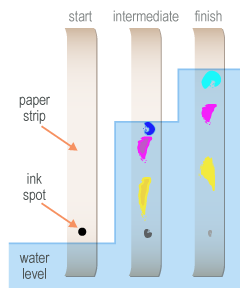 start intermediate finish
paper
strip
ink
spot
water
level